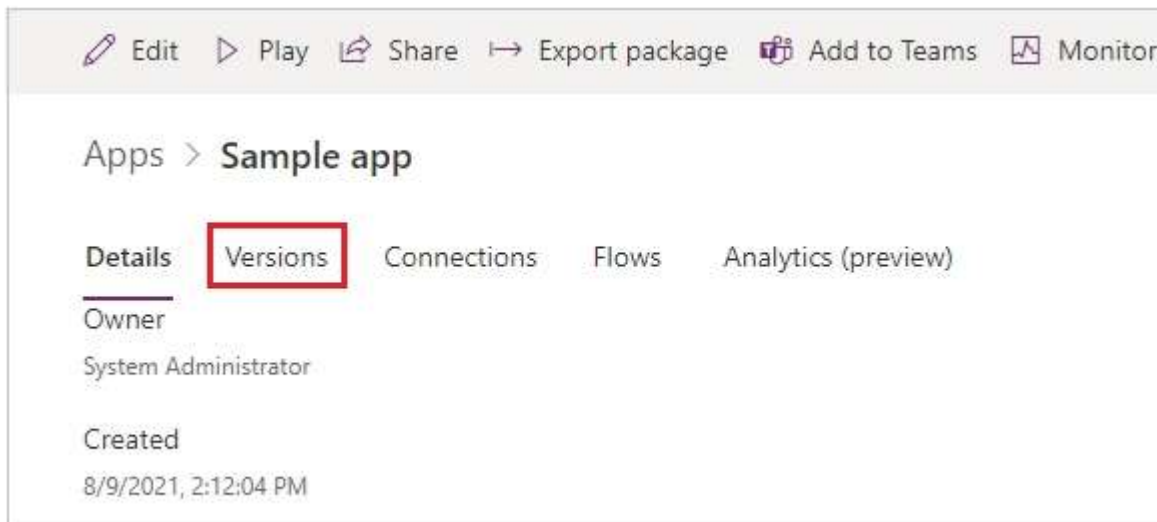 Edit Play Share Export package Add to Teams Monitor
Apps > Sample app
Details Versions Connections Flows Analytics (preview)
Owner
System Administrator
Created
8/9/2021, 2:12:04 PM